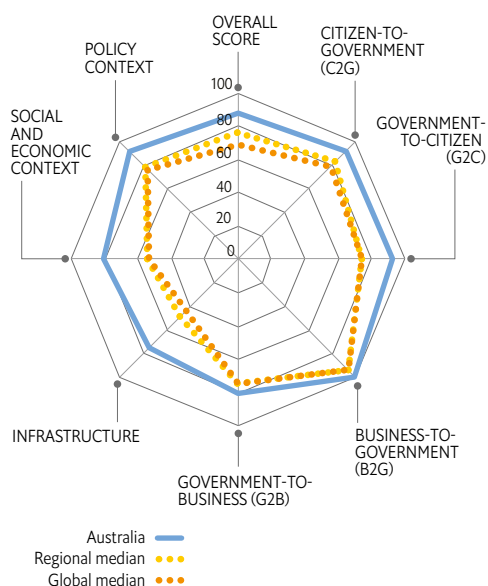 OVERALL
SCORE
CITIZEN-TO-
GOVERNMENT
(C2G)
GOVERNMENT-
TO-CITIZEN
(G2C)
BUSINESS-TO-
GOVERNMENT
(B2G)
GOVERNMENT-TO-
BUSINESS (G2B)
INFRASTRUCTURE
SOCIAL
AND
ECONOMIC
CONTEXT
POLICY
CONTEXT
100
80
60
40
20
0
Australia
Regional median
Global median